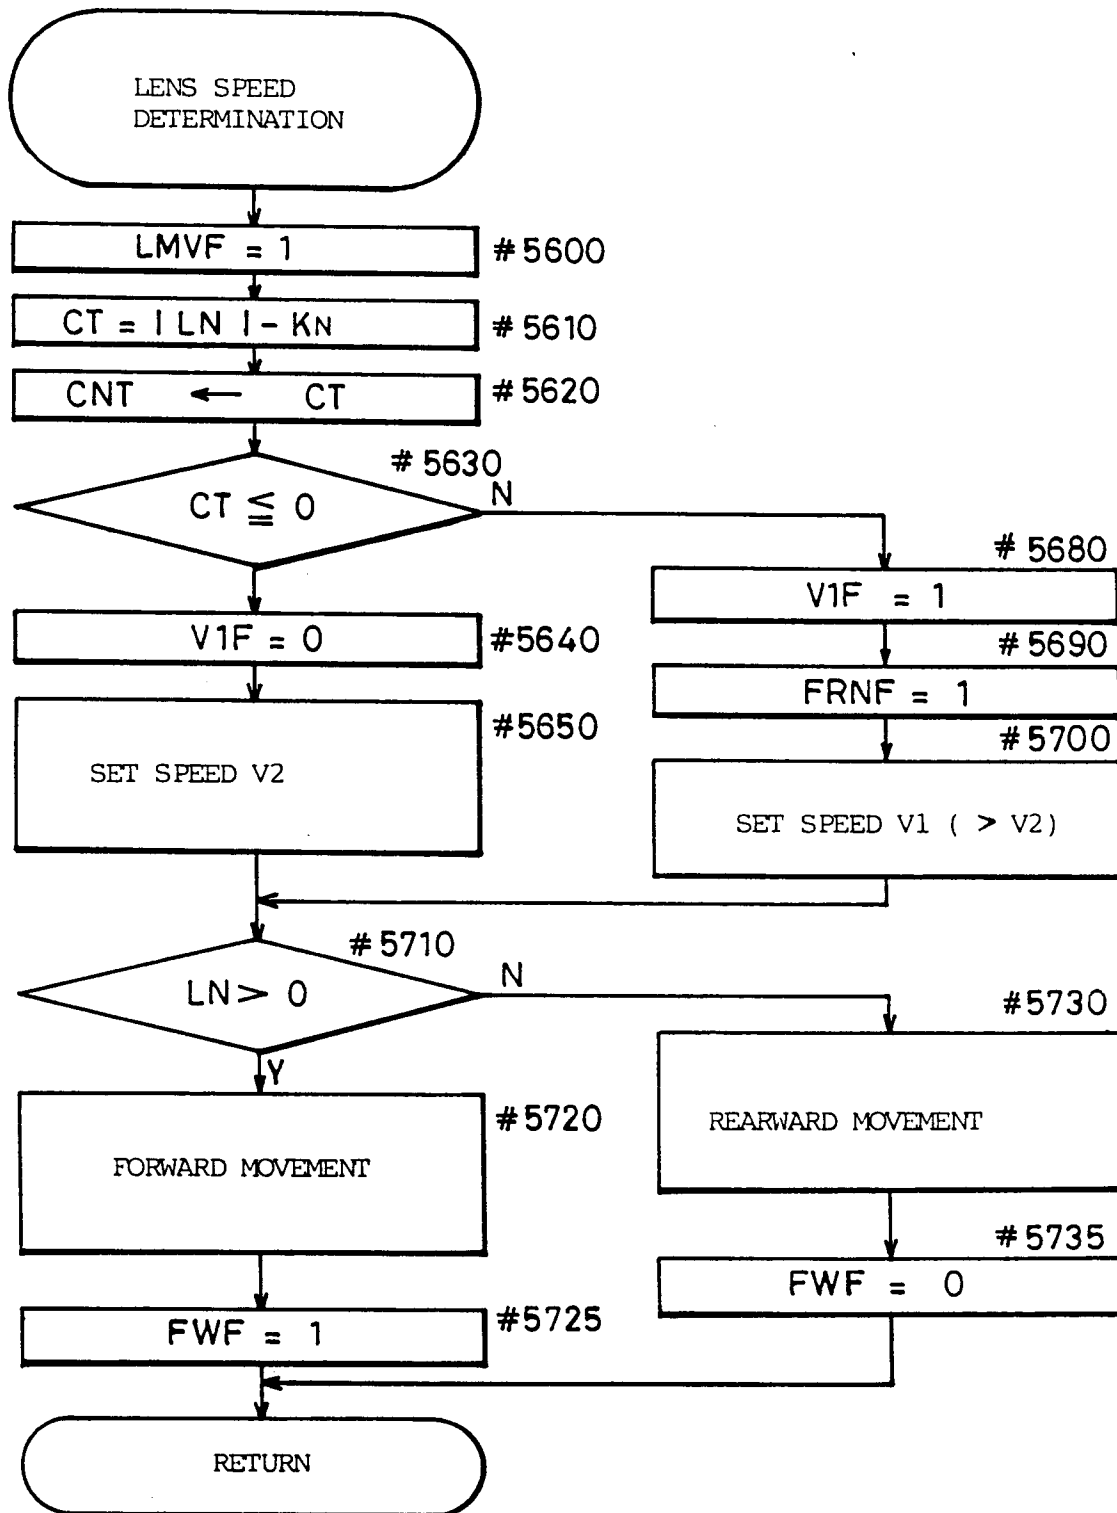 LENS SPEED
DETERMINATION
LMVF = 1
#5600
CT = | LN | - KN
#5610
CNT ← CT
#5620
#5630
CT ≦ 0
N
#5680
V1F = 1
V1F = 0
#5640
#5690
FRNF = 1
#5650
SET SPEED V2
#5700
SET SPEED V1 ( > V2)
#5710
LN > 0
N
Y
#5730
REARWARD MOVEMENT
#5720
FORWARD MOVEMENT
#5735
FWF = 0
#5725
FWF = 1
RETURN